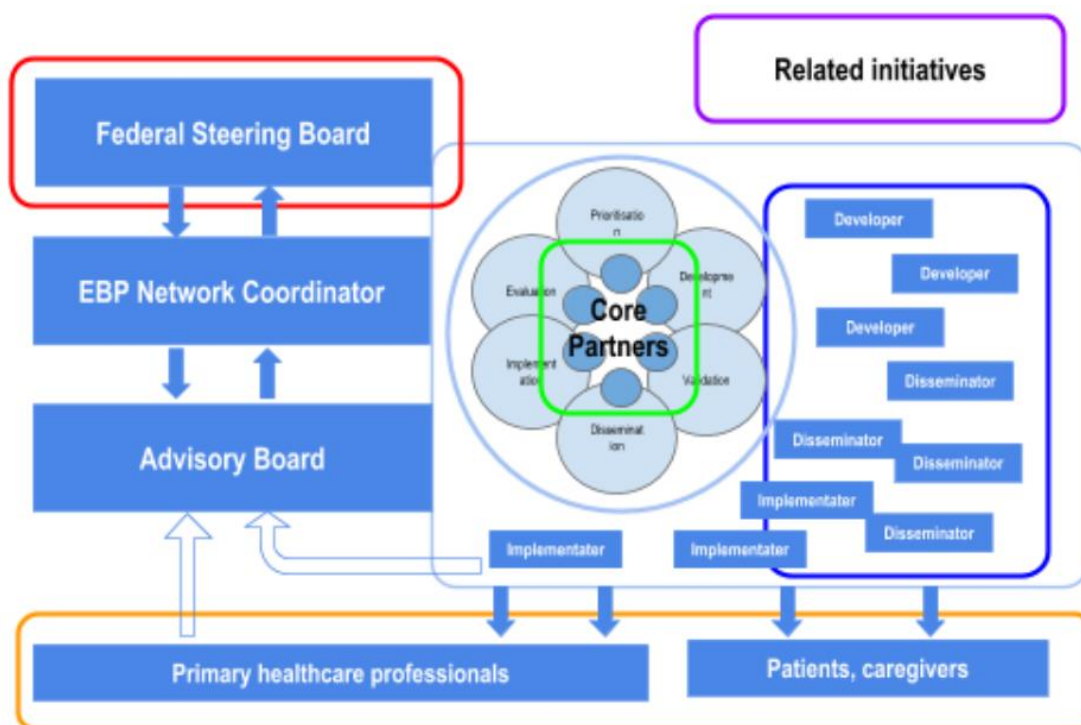 Related initiatives
Federal Steering Board
EBP Network Coordinator
Advisory Board
Prioritisatio
n
Evaluation
Developme
nt
Core
Partners
Implement
ation
Validation
Disseminat
ion
Developer
Developer
Developer
Disseminator
Disseminator
Disseminator
Implementater
Disseminator
Implementater
Implementater
Primary healthcare professionals
Patients, caregivers